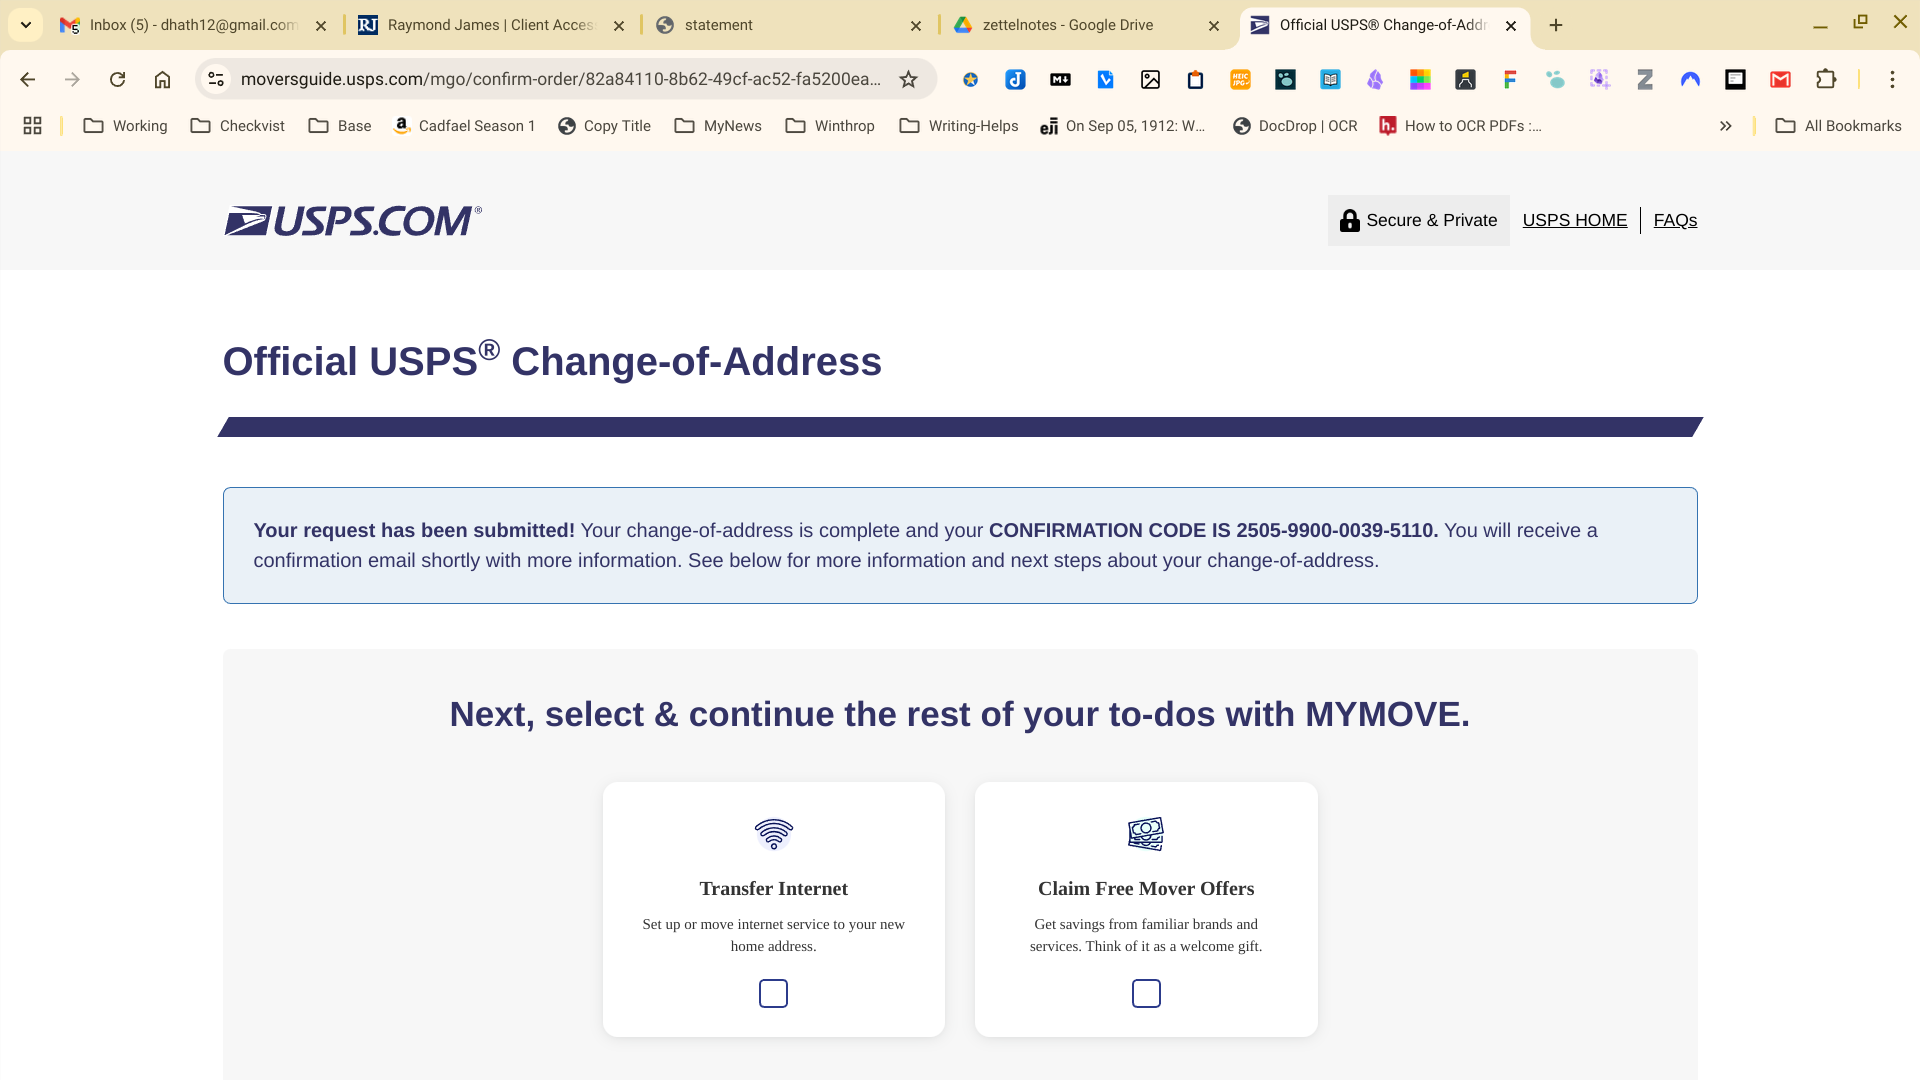 Inbox (5) - dhath12@gmail.com
Raymond James | Client Acces
statement
zettelnotes - Google Drive
Official USPS® Change-of-Addr
moversguide.usps.com/mgo/confirm-order/82a84110-8b62-49cf-ac52-fa5200ea...
Working
Checkvist
Base
Cadfael Season 1
Copy Title
MyNews
Winthrop
Writing-Helps
On Sep 05, 1912: W...
DocDrop | OCR
How to OCR PDFs :...
All Bookmarks
USPS.COM®
Secure & Private
USPS HOME
FAQs
Official USPS® Change-of-Address
Your request has been submitted! Your change-of-address is complete and your CONFIRMATION CODE IS 2505-9900-0039-5110. You will receive a
confirmation email shortly with more information. See below for more information and next steps about your change-of-address.
Next, select & continue the rest of your to-dos with MYMOVE.
Transfer Internet
Set up or move internet service to your new
home address.
Claim Free Mover Offers
Get savings from familiar brands and
services. Think of it as a welcome gift.